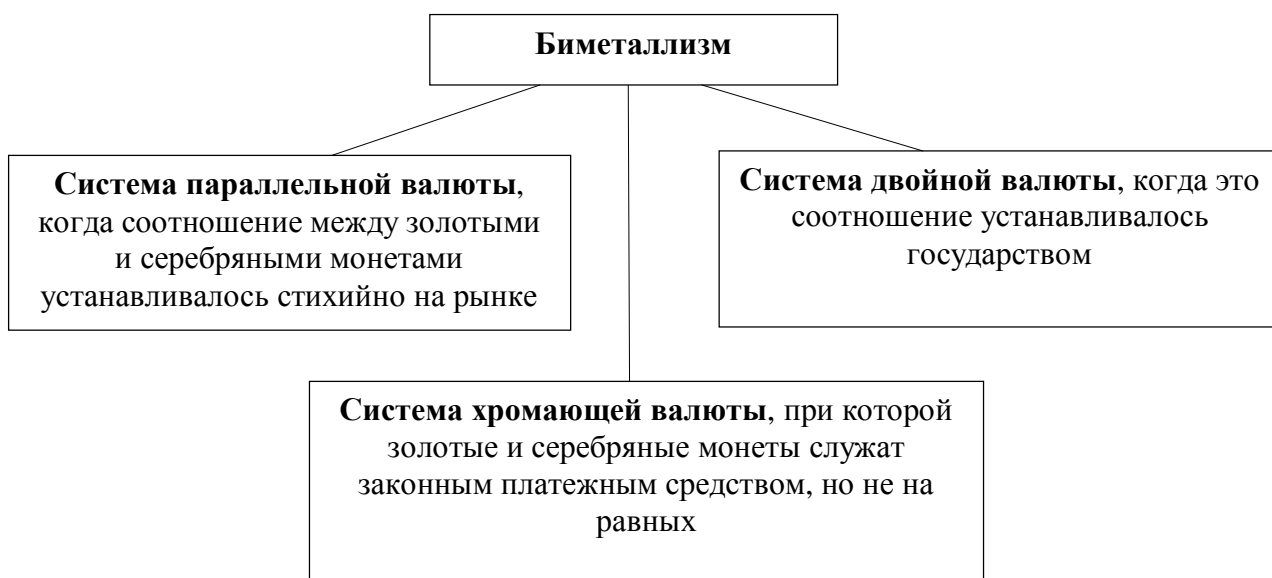 Биметаллизм
Система параллельной валюты,
когда соотношение между золотыми
и серебряными монетами
устанавливалось стихийно на рынке
Система двойной валюты, когда это
соотношение устанавливалось
государством
Система хромающей валюты, при которой
золотые и серебряные монеты служат
законным платежным средством, но не на
равных